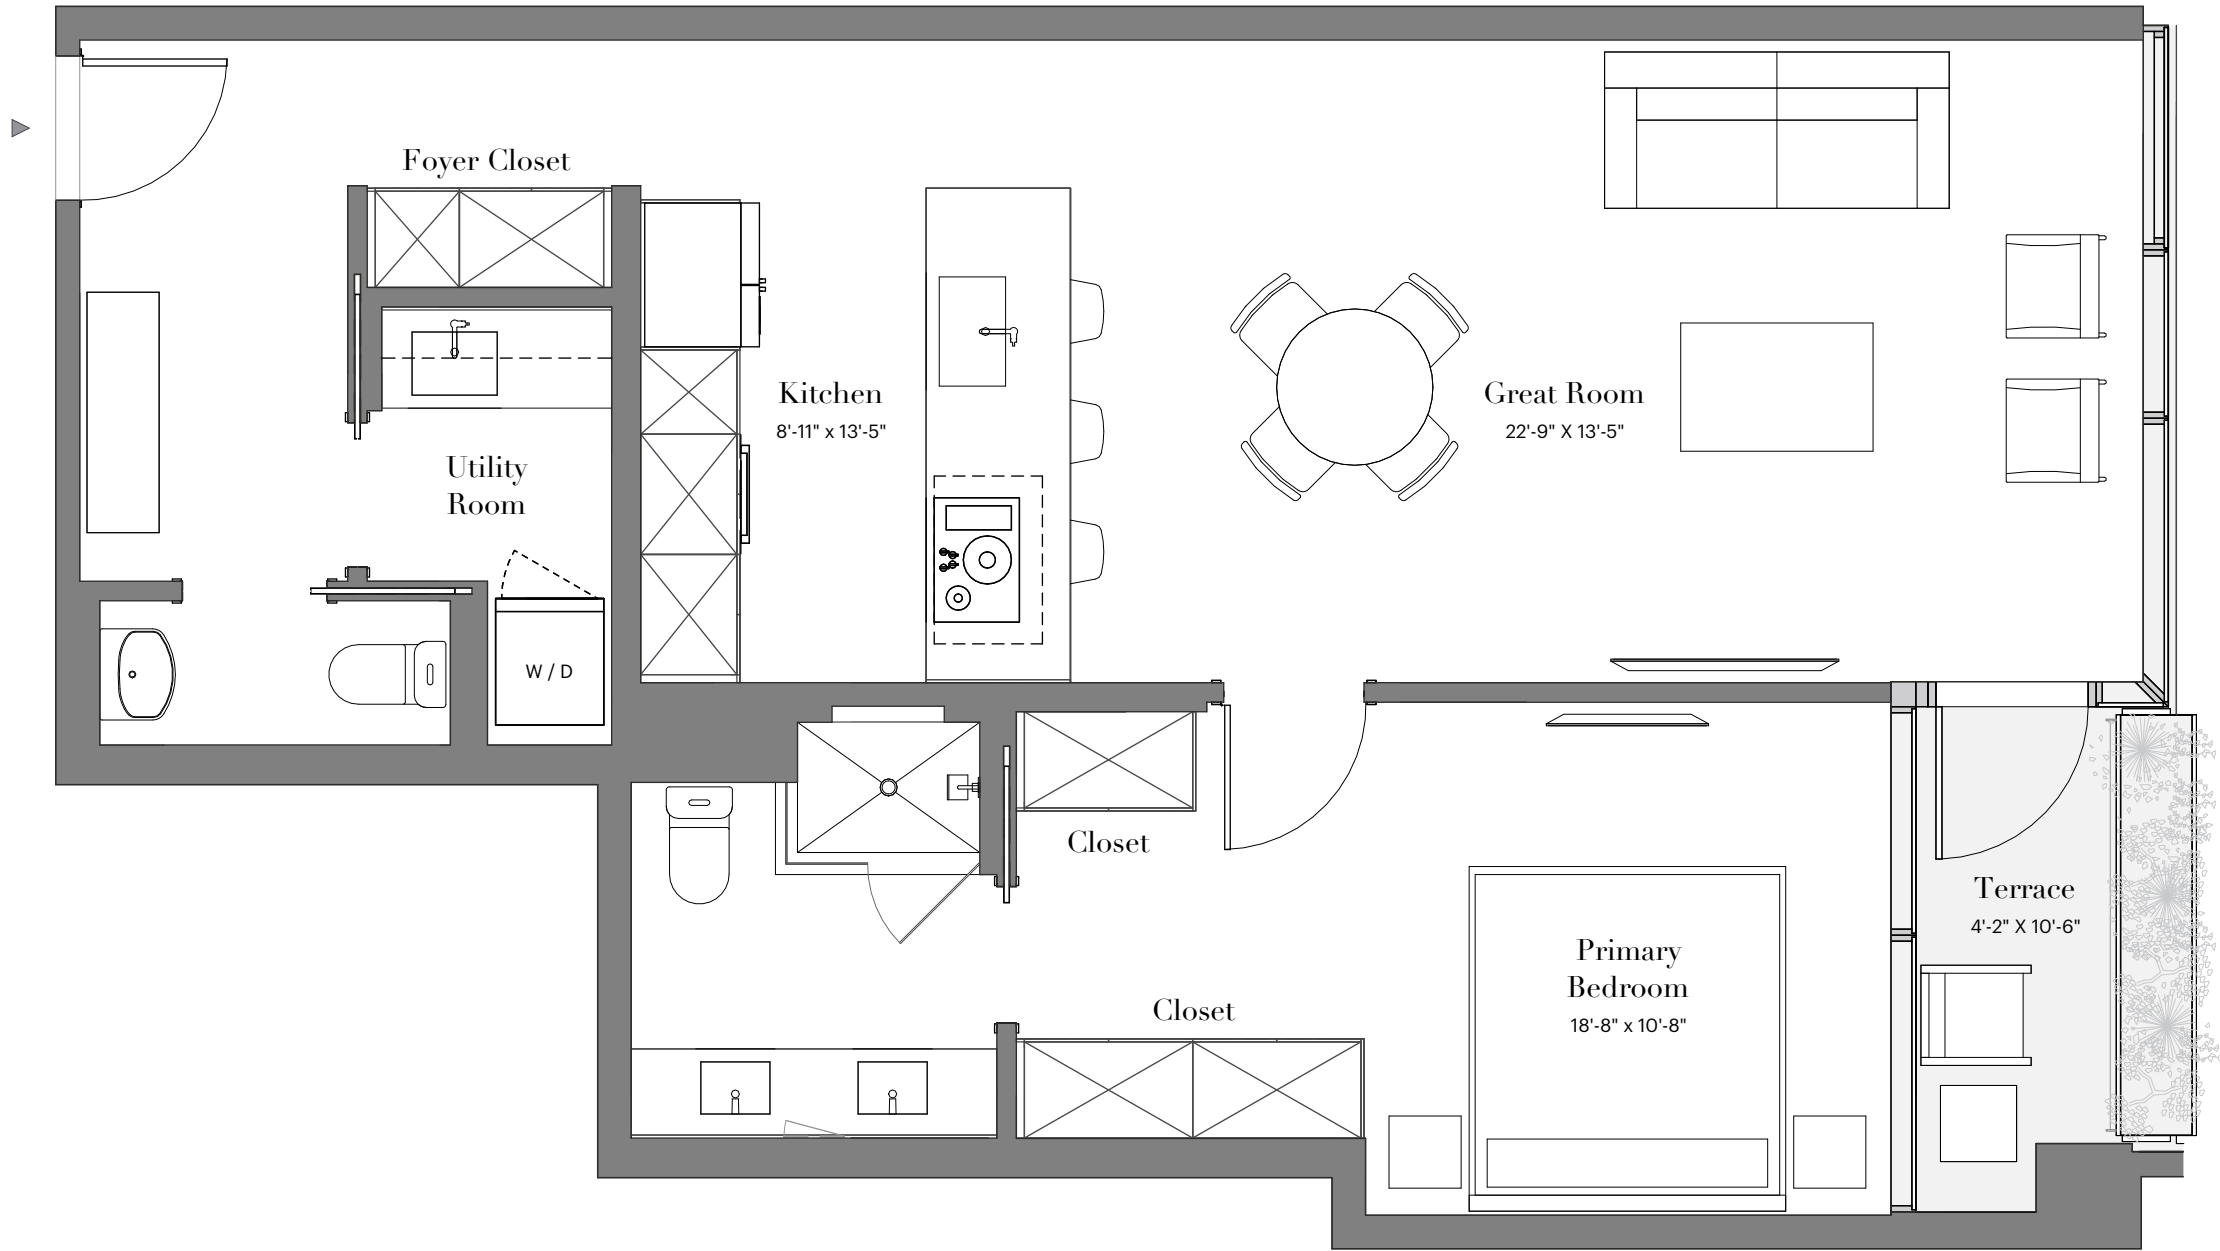 Foyer Closet
Kitchen
8'-11" x 13'-5"
Great Room
22'-9" X 13'-5"
Utility
Room
W / D
Closet
Terrace
4'-2" X 10'-6"
Primary
Bedroom
18'-8" x 10'-8"
Closet